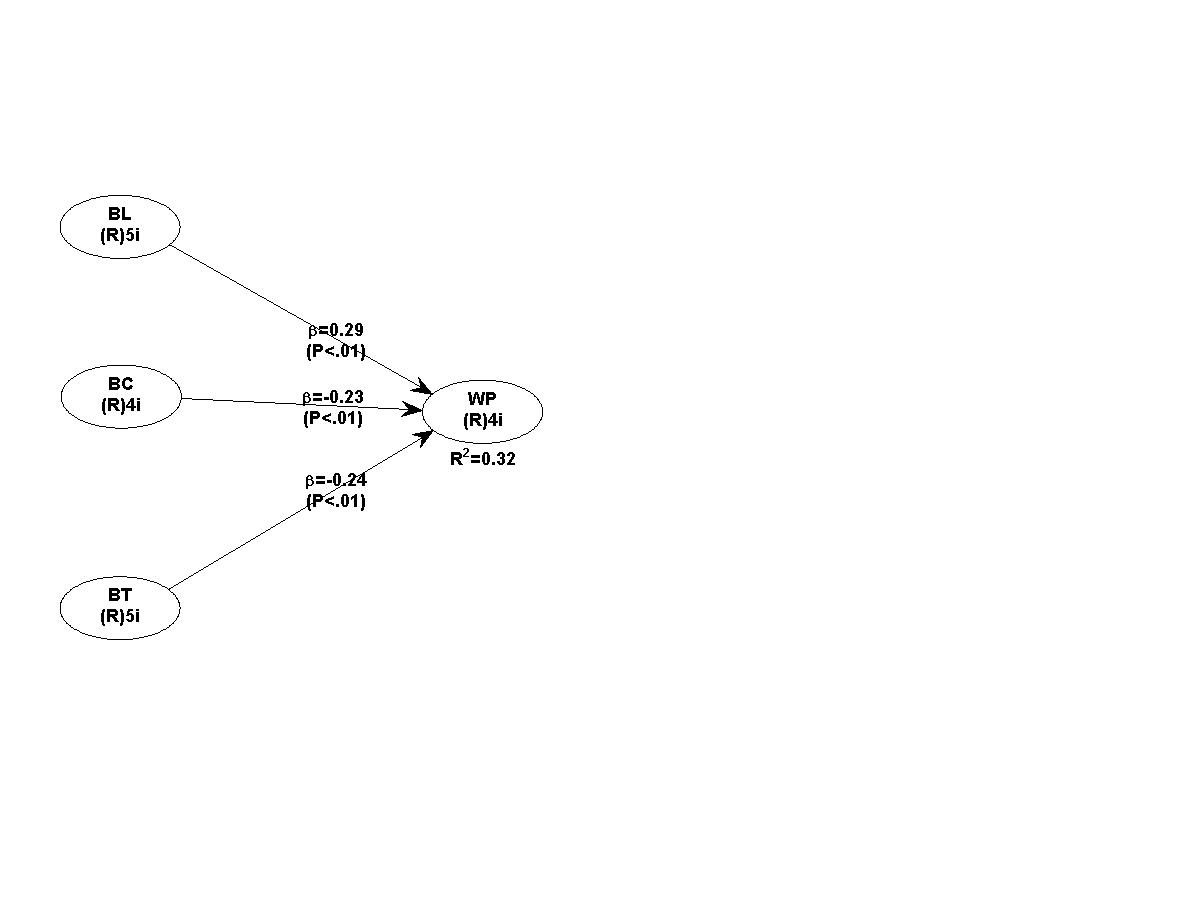 BL
(R)5i
β=0.29
(P<.01)
BC
(R)4i
β=-0.23
(P<.01)
WP
(R)4i
R²=0.32
β=-0.24
(P<.01)
BT
(R)5i